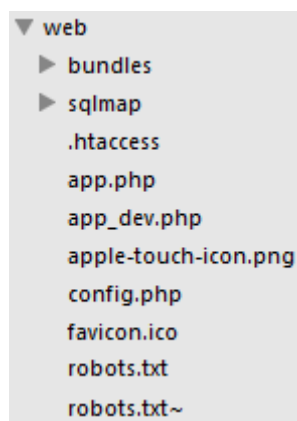 web
bundles
sqlmap
.htaccess
app.php
app_dev.php
apple-touch-icon.png
config.php
favicon.ico
robots.txt
robots.txt~